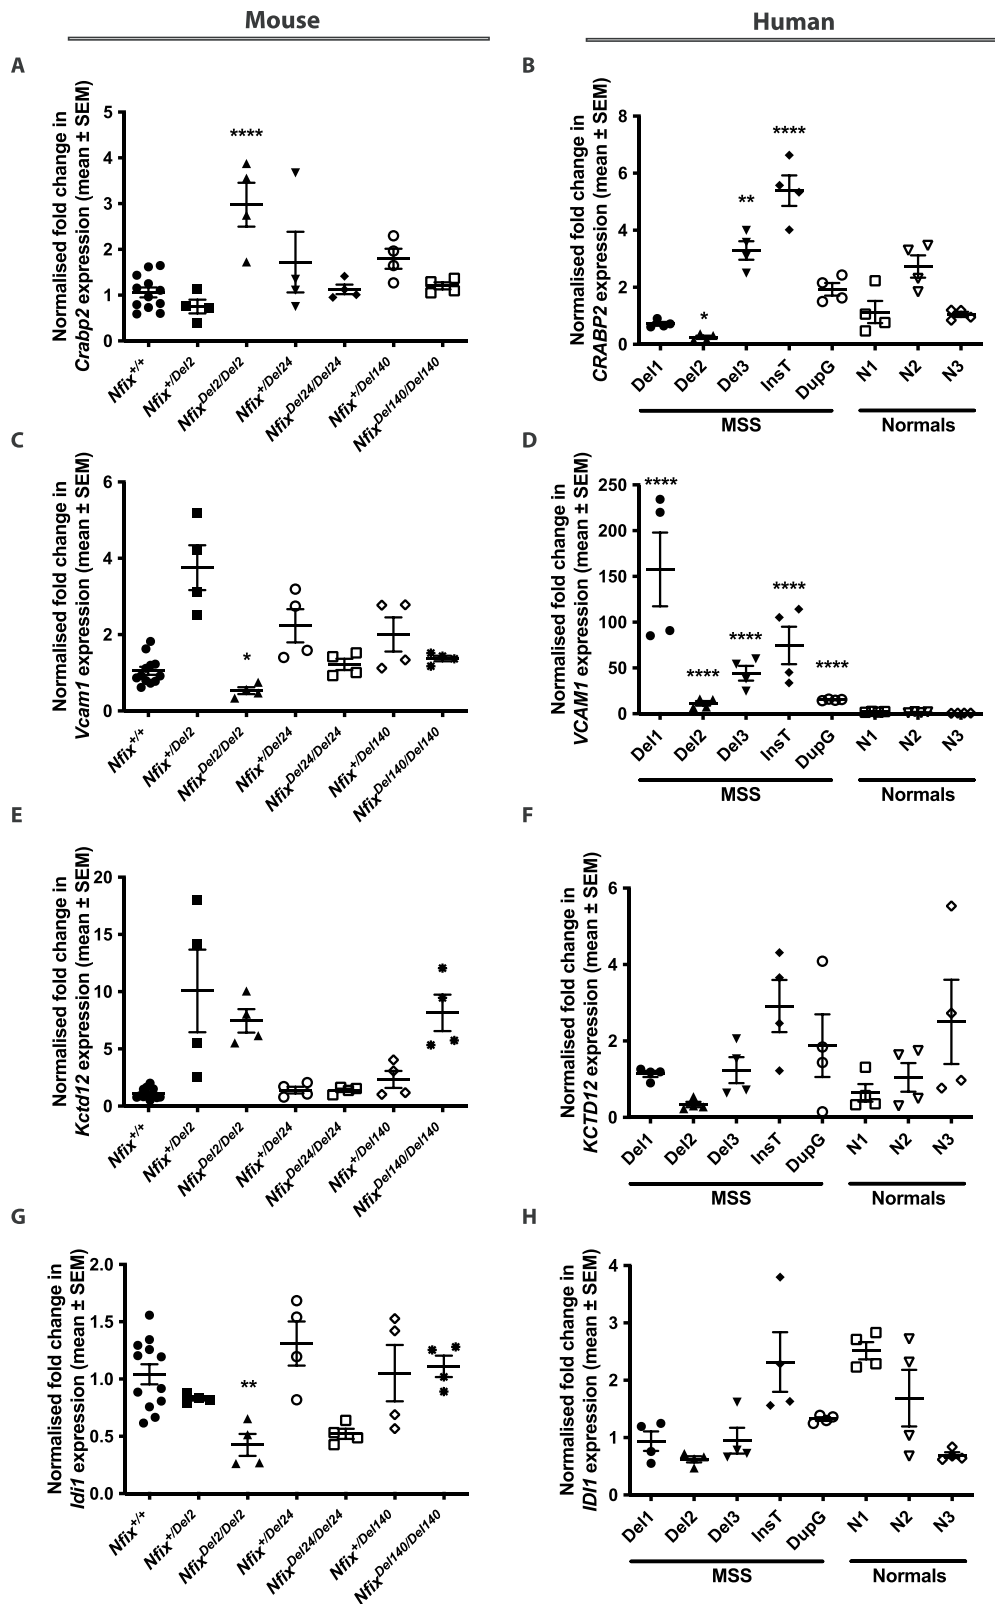 Mouse
Human
A
Normalised fold change in
Crabp2 expression (mean ± SEM)
5
4
3
2
1
0
****
Nfix+/+
Nfix+/Del2
NfixDel2/Del2
Nfix+/Del24
NfixDel24/Del24
Nfix+/Del140
NfixDel140/Del140
B
Normalised fold change in
CRABP2 expression (mean ± SEM)
8
6
4
2
0
*
**
****
Del1
Del2
Del3
InsT
DupG
N1
N2
N3
MSS
Normals
C
Normalised fold change in
Vcam1 expression (mean ± SEM)
6
4
2
0
*
Nfix+/+
Nfix+/Del2
NfixDel2/Del2
Nfix+/Del24
NfixDel24/Del24
Nfix+/Del140
NfixDel140/Del140
D
Normalised fold change in
VCAM1 expression (mean ± SEM)
250
200
150
100
50
0
****
****
****
****
****
Del1
Del2
Del3
InsT
DupG
N1
N2
N3
MSS
Normals
E
Normalised fold change in
Kctd12 expression (mean ± SEM)
20
15
10
5
0
Nfix+/+
Nfix+/Del2
NfixDel2/Del2
Nfix+/Del24
NfixDel24/Del24
Nfix+/Del140
NfixDel140/Del140
F
Normalised fold change in
KCTD12 expression (mean ± SEM)
6
4
2
0
Del1
Del2
Del3
InsT
DupG
N1
N2
N3
MSS
Normals
G
Normalised fold change in
Idi1 expression (mean ± SEM)
2.0
1.5
1.0
0.5
0.0
**
Nfix+/+
Nfix+/Del2
NfixDel2/Del2
Nfix+/Del24
NfixDel24/Del24
Nfix+/Del140
NfixDel140/Del140
H
Normalised fold change in
IDI1 expression (mean ± SEM)
4
3
2
1
0
Del1
Del2
Del3
InsT
DupG
N1
N2
N3
MSS
Normals